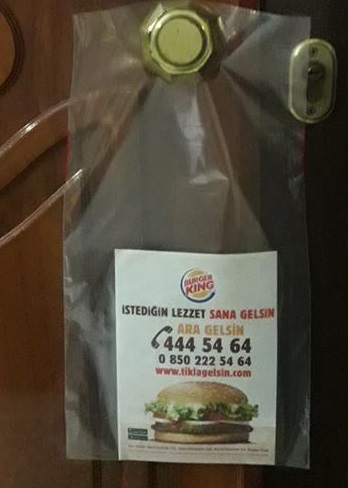 BURGER
KING
İSTEDİĞİN LEZZET SANA GELSİN
ARA GELSİN
444 54 64
0 850 222 54 64
www.tiklagelsin.com